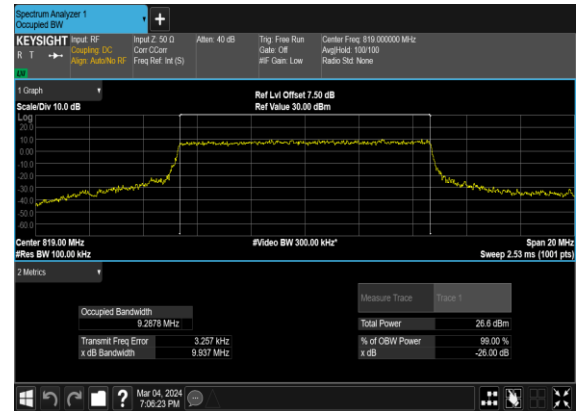 Spectrum Analyzer 1
Occupied BW
+
KEYSIGHT Input: RF Input Z: 50 Ω Atten: 40 dB Trig: Free Run Center Freq: 819.000000 MHz
R T Coupling: DC Corr CCorr Gate: Off Avg|Hold: 100/100
Align: Auto/No RF Freq Ref: Int (S) #IF Gain: Low Radio Std: None
1 Graph
Ref Lvl Offset 7.50 dB
Scale/Div 10.0 dB Ref Value 30.00 dBm
Log
20.0
10.0
0.00
-10.0
-20.0
-30.0
-40.0
-50.0
-60.0
Center 819.00 MHz #Video BW 300.00 kHz* Span 20 MHz
#Res BW 100.00 kHz Sweep 2.53 ms (1001 pts)
2 Metrics
Measure Trace Trace 1
Occupied Bandwidth
9.2878 MHz Total Power 26.6 dBm
Transmit Freq Error 3.257 kHz % of OBW Power 99.00 %
x dB Bandwidth 9.937 MHz x dB -26.00 dB
? Mar 04, 2024
7:06:23 PM